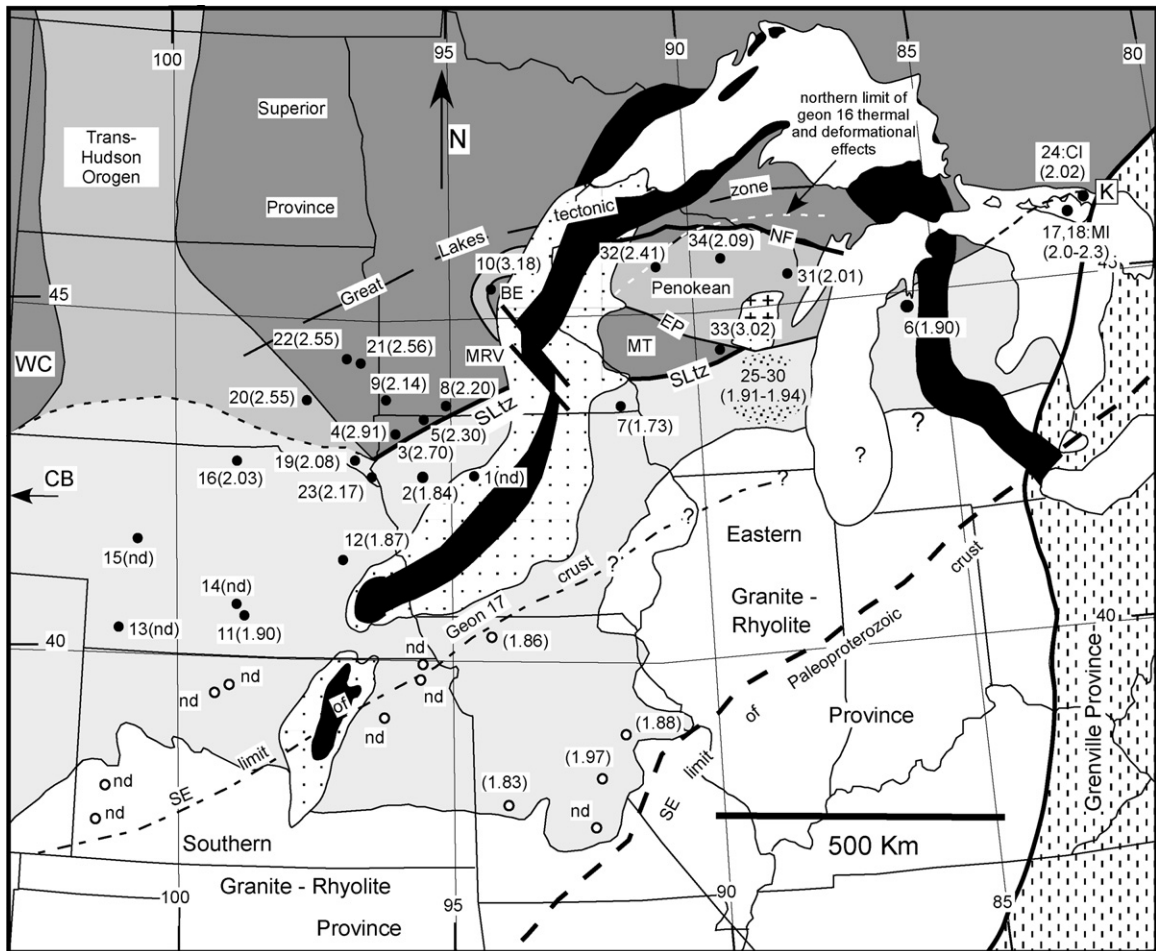 100
95
90
85
80
Superior
N
northern limit of
geon 16 thermal
and deformational
effects
Trans-
Hudson
Orogen
24:CI
(2.02)
K
zone
Province
tectonic
17,18:MI
(2.0-2.3)
Lakes
NF
34(2.09)
32(2.41)
10(3.18)
31(2.01)
45
Great
BE
Penokean
45
6(1.90)
EP
33(3.02)
22(2.55)
21(2.56)
MRV
MT
WC
9(2.14)
8(2.20)
SLtz
25-30
(1.91-1.94)
20(2.55)
SLtz
7(1.73)
4(2.91)
5(2.30)
?
3(2.70)
?
19(2.08)
16(2.03)
1(nd)
CB
23(2.17)
2(1.84)
?
?
Eastern
15(nd)
12(1.87)
?
crust
crust
14(nd)
Geon 17
Granite -
Rhyolite
40
13(nd)
11(1.90)
(1.86)
40
nd
Paleoproterozoic
nd
nd
nd
of
nd
of
Province
(1.88)
Grenville Province
limit
limit
(1.97)
nd
SE
(1.83)
SE
nd
nd
Southern
500 Km
Granite - Rhyolite
100
95
90
85
Province